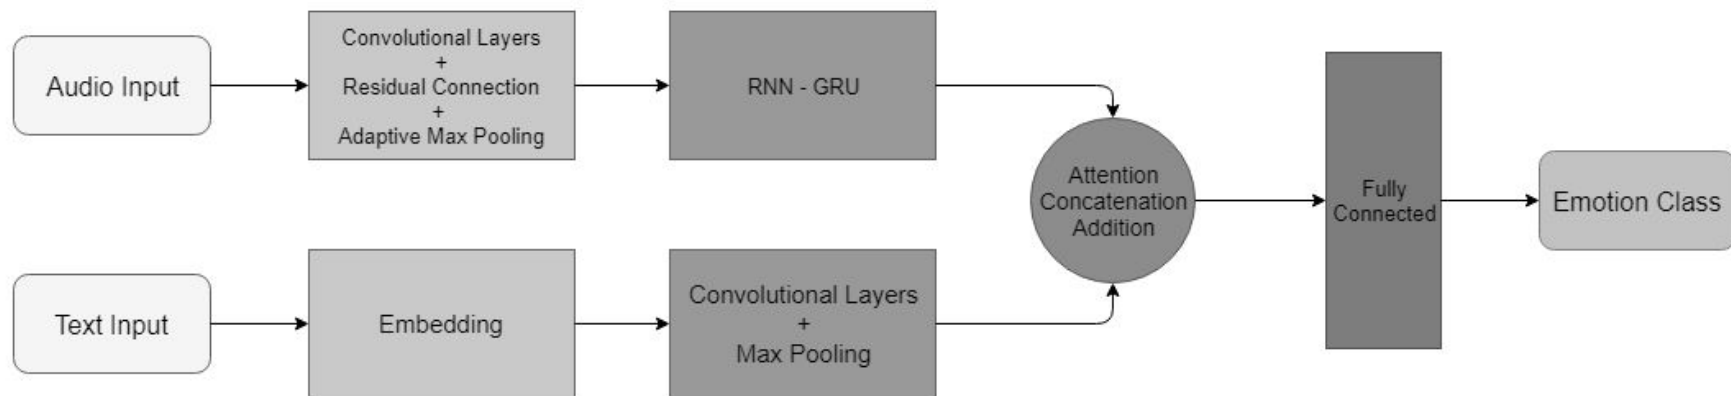 Audio Input
Convolutional Layers
+
Residual Connection
+
Adaptive Max Pooling
RNN - GRU
Text Input
Embedding
Convolutional Layers
+
Max Pooling
Attention
Concatenation
Addition
Fully
Connected
Emotion Class